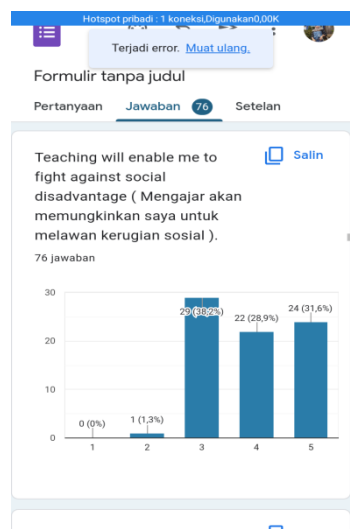 Hotspot pribadi : 1 koneksi,Digunakan0,00K
Terjadi error. Muat ulang.
Formulir tanpa judul
Pertanyaan Jawaban 76 Setelan
Teaching will enable me to
fight against social
disadvantage ( Mengajar akan
memungkinkan saya untuk
melawan kerugian sosial ).
Salin
76 jawaban
30
20
10
0
0 (0%)
1 (1,3%)
29 (38,2%)
22 (28,9%)
24 (31,6%)
1 2 3 4 5